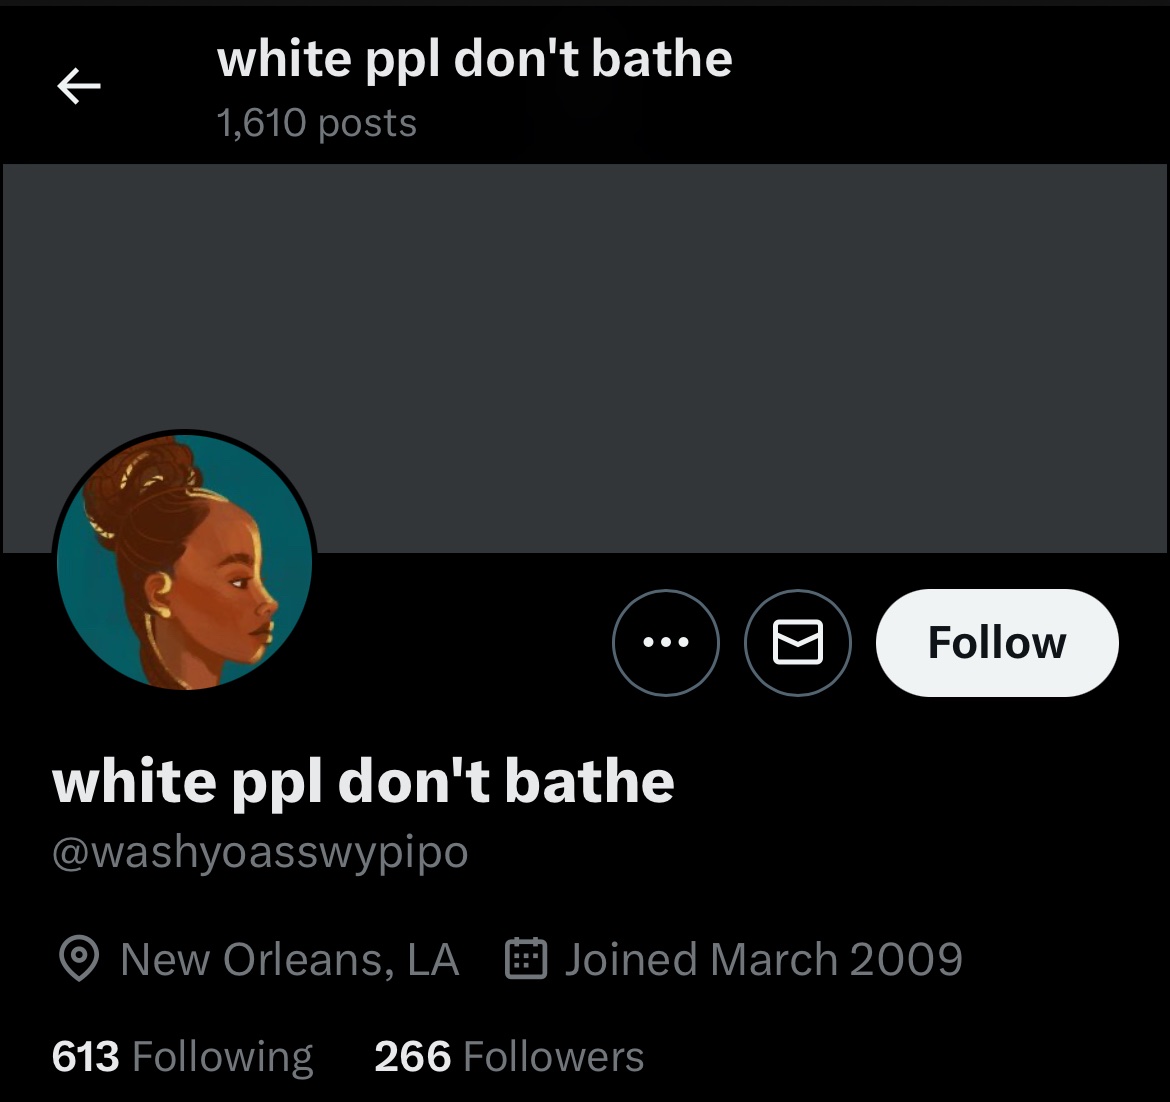 white ppl don't bathe
1,610 posts
Follow
white ppl don't bathe
@washyoasswypipo
New Orleans, LA Joined March 2009
613 Following 266 Followers